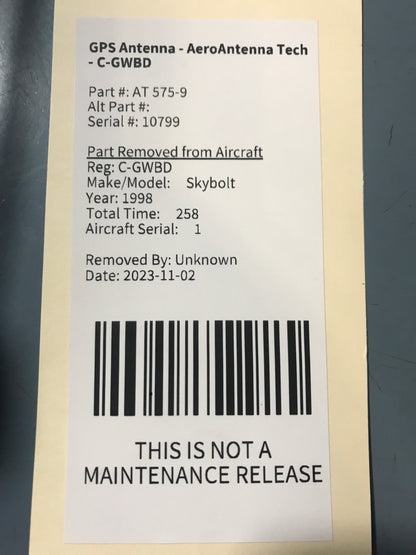 GPS Antenna - AeroAntenna Tech
- C-GWBD
Part #: AT 575-9
Alt Part #:
Serial #: 10799
Part Removed from Aircraft
Reg: C-GWBD
Make/Model: Skybolt
Year: 1998
Total Time: 258
Aircraft Serial: 1
Removed By: Unknown
Date: 2023-11-02
THIS IS NOT A
MAINTENANCE RELEASE